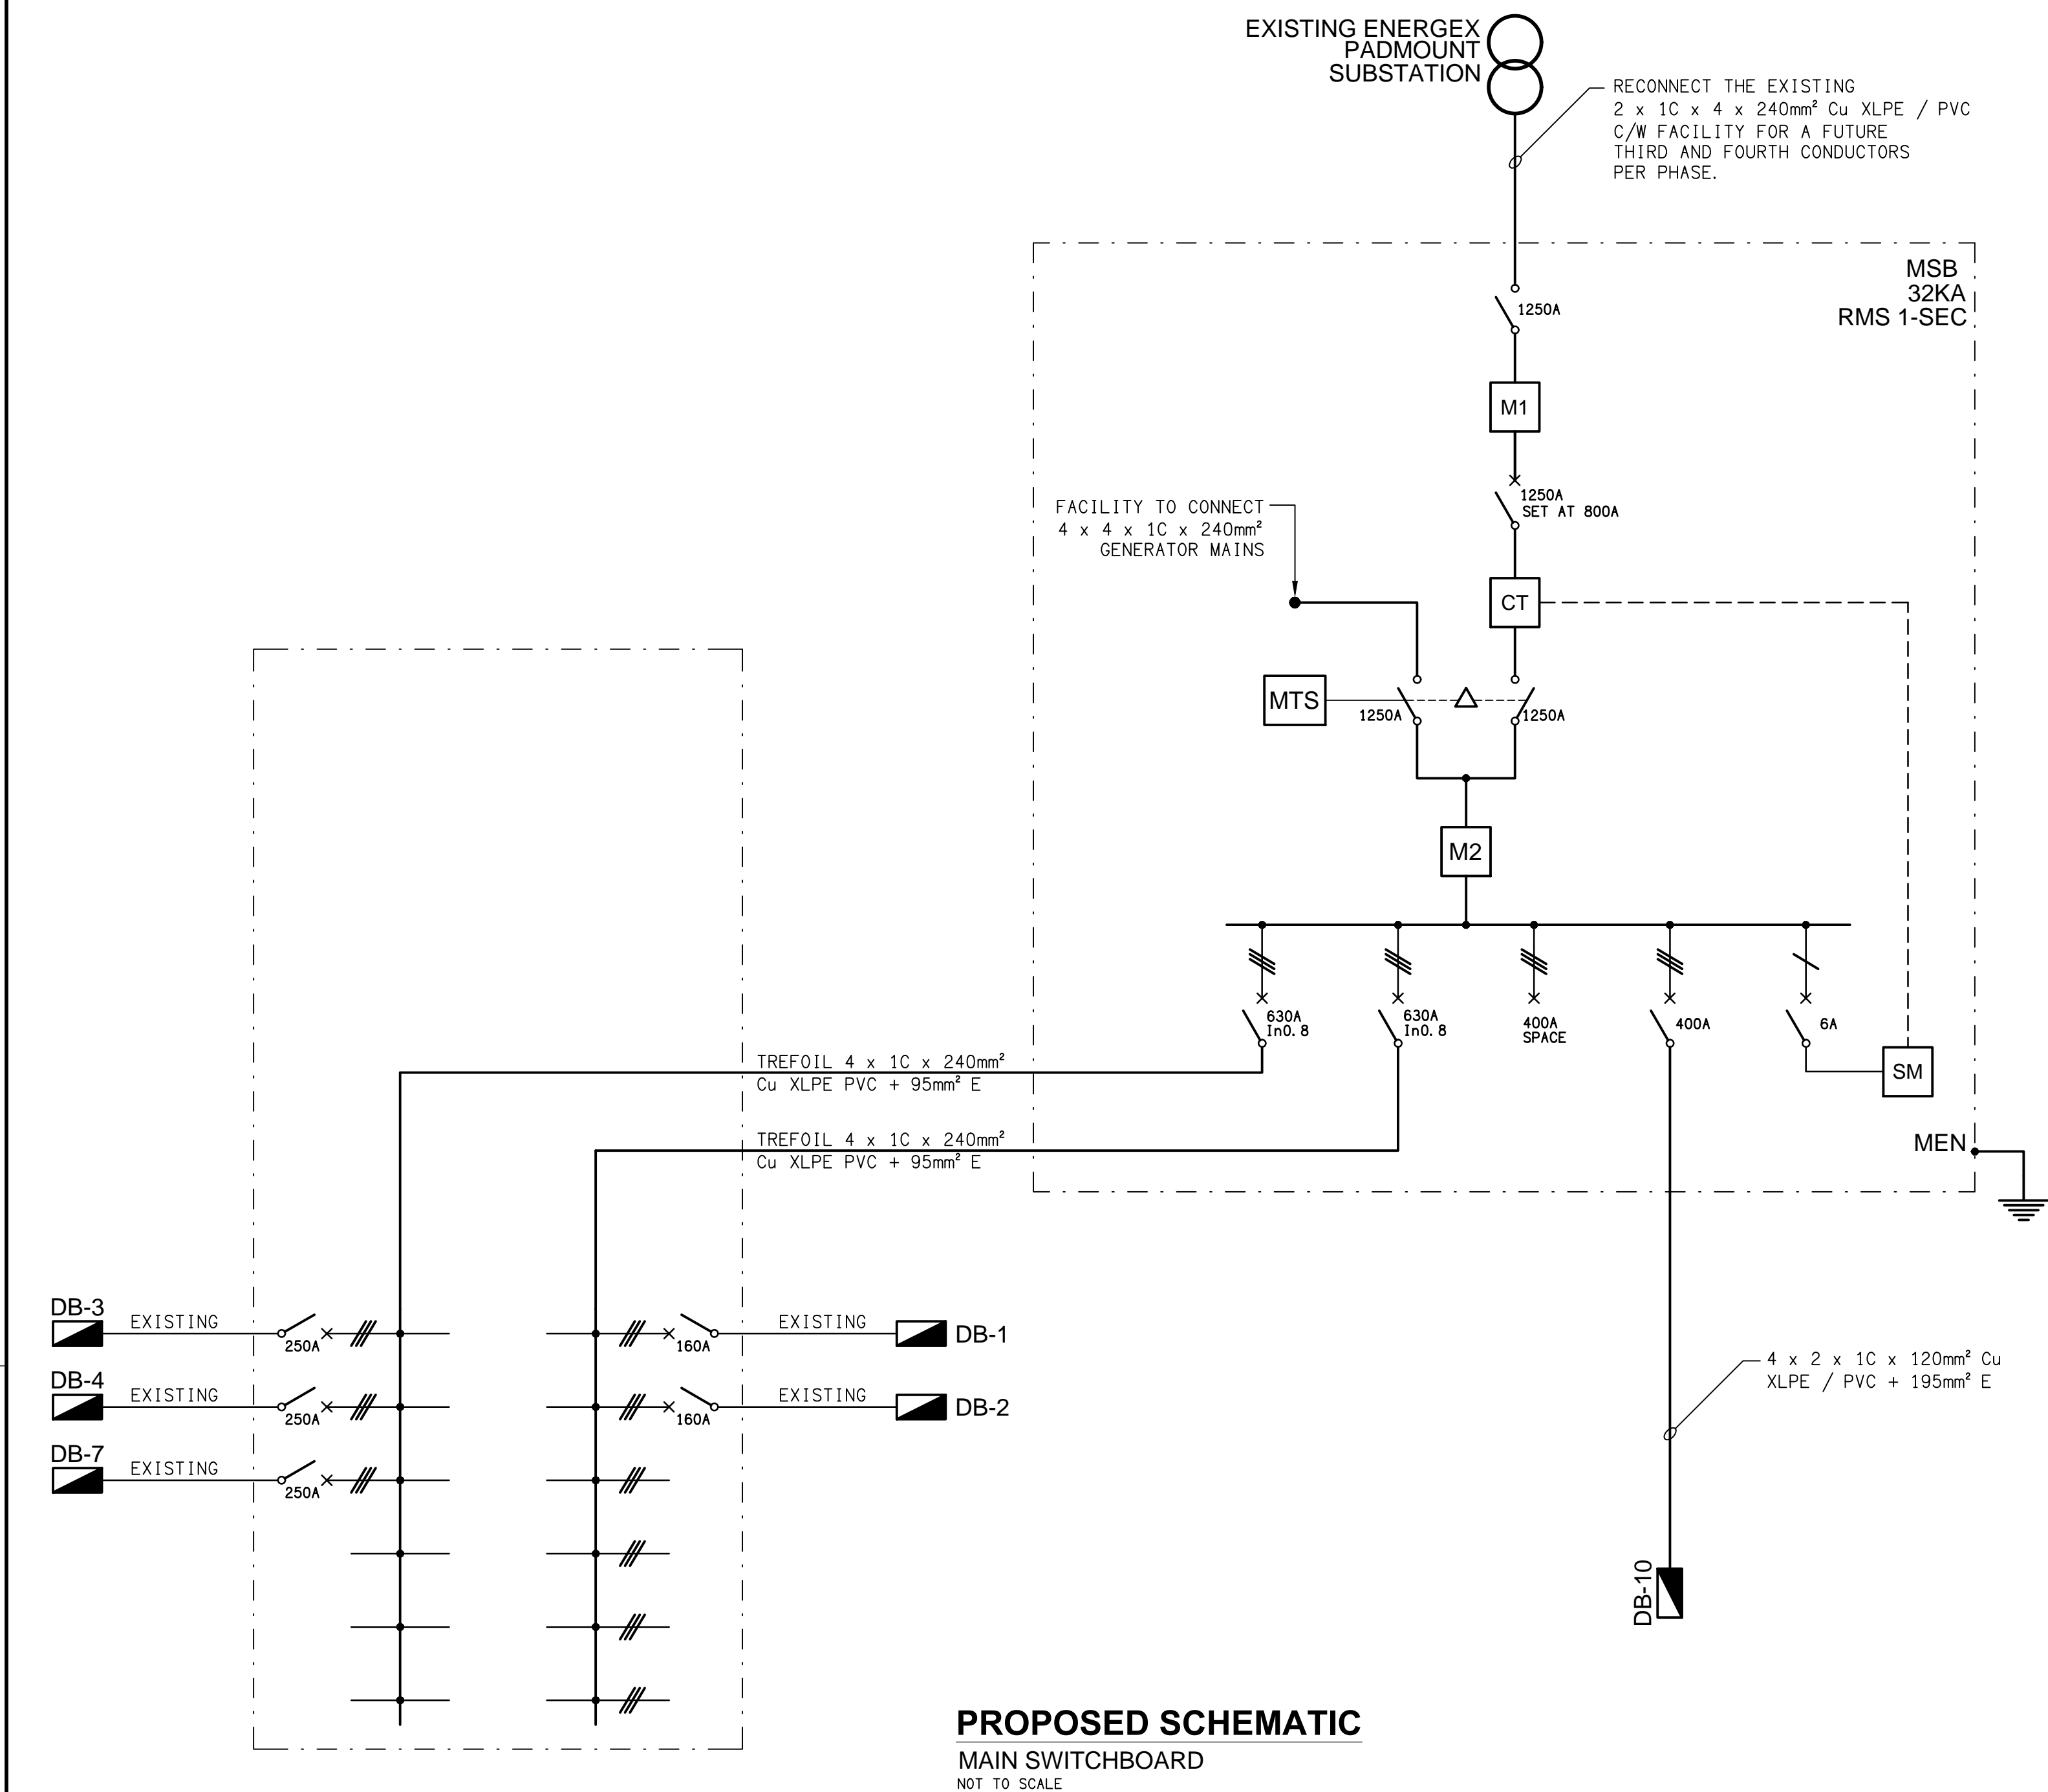 EXISTING ENERGEX
PADMOUNT
SUBSTATION
RECONNECT THE EXISTING
2 x 1C x 4 x 240mm² Cu XLPE / PVC
C/W FACILITY FOR A FUTURE
THIRD AND FOURTH CONDUCTORS
PER PHASE.
MSB
32KA
RMS 1-SEC
1250A
M1
1250A
SET AT 800A
FACILITY TO CONNECT
4 x 4 x 1C x 240mm²
GENERATOR MAINS
CT
MTS
1250A
1250A
M2
630A
In0.8
630A
In0.8
400A
SPACE
400A
6A
SM
TREFOIL 4 x 1C x 240mm²
Cu XLPE PVC + 95mm² E
TREFOIL 4 x 1C x 240mm²
Cu XLPE PVC + 95mm² E
MEN
DB-3
EXISTING
250A
160A
EXISTING
DB-1
DB-4
EXISTING
250A
160A
EXISTING
DB-2
DB-7
EXISTING
250A
4 x 2 x 1C x 120mm² Cu
XLPE / PVC + 195mm² E
DB-10
PROPOSED SCHEMATIC
MAIN SWITCHBOARD
NOT TO SCALE